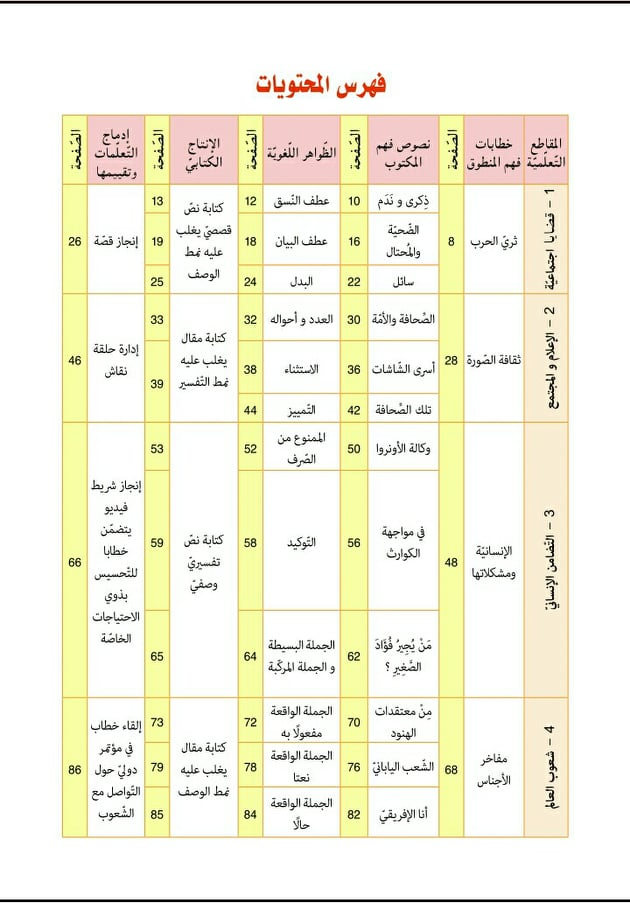 فهرس المحتويات
المقاطع التّعلّميّة
خطابات فهم المنطوق
الصّفحة
نصوص فهم المكتوب
الصّفحة
الظّواهر اللّغويّة
الصّفحة
الإنتاج الكتابيّ
الصّفحة
إدماج التّعلّمات وتقييمها
الصّفحة
1 – قضايا اجتماعيّة
ثريّ الحرب
8
ذِكرى و نَدَم
10
عطف النّسق
12
كتابة نصّ قصصيّ يغلب عليه نمط الوصف
13
إنجاز قصّة
26
الضّحيّة والمُحتال
16
عطف البيان
18
19
سائل
22
البدل
24
25
2 – الإعلام و المجتمع
ثقافة الصّورة
28
الصِّحافة والأمّة
30
العدد و أحواله
32
كتابة مقال يغلب عليه نمط التّفسير
33
إدارة حلقة نقاش
46
أسرى الشّاشات
36
الاستثناء
38
39
تلك الصِّحافة
42
التّمييز
44
3 – التّضامن الإنسانيّ
الإنسانيّة ومشكلاتها
48
وكالة الأونروا
50
الممنوع من الصّرف
52
كتابة نصّ تفسيريّ وصفيّ
53
إنجاز شريط فيديو يتضمّن خطابا للتّحسيس بذوي الاحتياجات الخاصّة
66
في مواجهة الكوارث
56
التّوكيد
58
59
مَنْ يُجِيرُ فُؤَادَ الصَّغِيرِ ؟
62
الجملة البسيطة و الجملة المركّبة
64
65
4 – شعوب العالم
مفاخر الأجناس
68
مِنْ معتقدات الهنود
70
الجملة الواقعة مفعولًا به
72
كتابة مقال يغلب عليه نمط الوصف
73
إلقاء خطاب في مؤتمر دوليّ حول التّواصل مع الشّعوب
86
الشّعب اليابانيّ
76
الجملة الواقعة نعتا
78
79
أنا الإفريقيّ
82
الجملة الواقعة حالًا
84
85